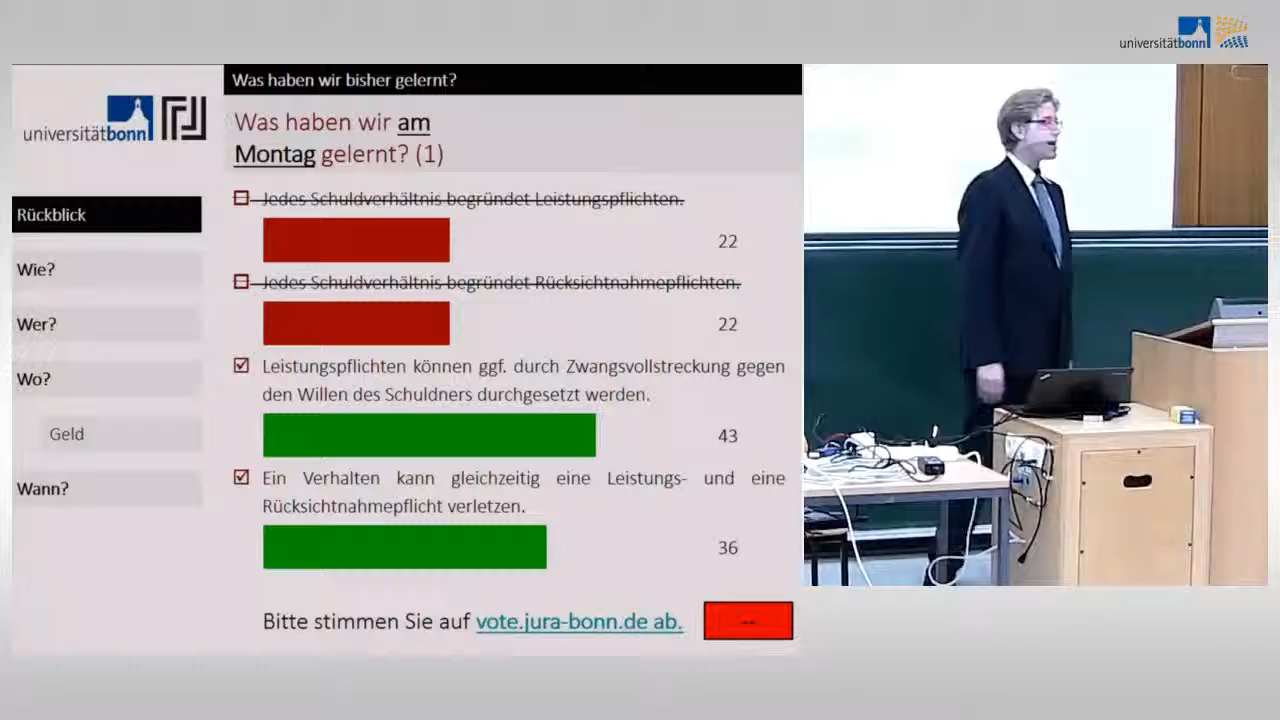 universitätbonn
Was haben wir bisher gelernt?
universitätbonn
Was haben wir am
Montag gelernt? (1)
Rückblick
Wie?
Wer?
Wo?
Geld
Wann?
Jedes Schuldverhältnis begründet Leistungspflichten.
22
Jedes Schuldverhältnis begründet Rücksichtnahmepflichten.
22
Leistungspflichten können ggf. durch Zwangsvollstreckung gegen
den Willen des Schuldners durchgesetzt werden.
43
Ein Verhalten kann gleichzeitig eine Leistungs- und eine
Rücksichtnahmepflicht verletzen.
36
Bitte stimmen Sie auf vote.jura-bonn.de ab.